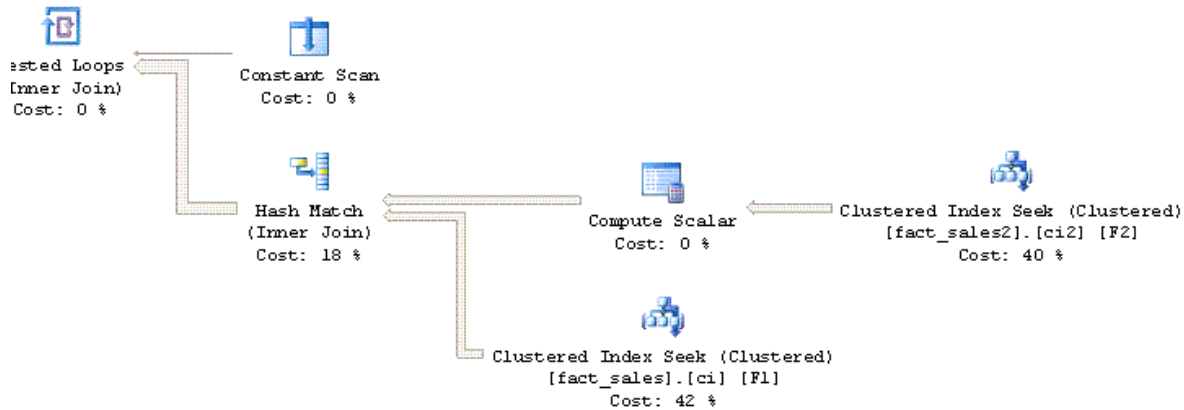 ested Loops
Inner Join)
Cost: 0 %
Constant Scan
Cost: 0 %
Hash Match
(Inner Join)
Cost: 18 %
Compute Scalar
Cost: 0 %
Clustered Index Seek (Clustered)
[fact_sales2].[ci2] [F2]
Cost: 40 %
Clustered Index Seek (Clustered)
[fact_sales].[ci] [F1]
Cost: 42 %